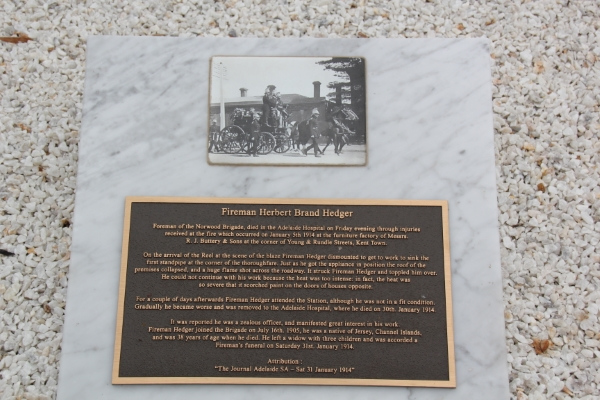 Fireman Herbert Brand Hedger
Foreman of the Norwood Brigade, died in the Adelaide Hospital on Friday evening through injuries
received at the fire which occurred on January 5th 1914 at the furniture factory of Messrs.
R. J. Buttery & Sons at the corner of Young & Rundle Streets, Kent Town.
On the arrival of the Reel at the scene of the blaze Fireman Hedger dismounted to get to work to sink the
first standpipe at the corner of the thoroughfare. Just as he got the appliance in position the roof of the
premises collapsed, and a huge flame shot across the roadway. It struck Fireman Hedger and toppled him over.
He could not continue with his work because the heat was too intense: in fact, the heat was
so severe that it scorched paint on the doors of houses opposite.
For a couple of days afterwards Fireman Hedger attended the Station, although he was not in a fit condition.
Gradually he became worse and was removed to the Adelaide Hospital, where he died on 30th. January 1914.
It was reported he was a zealous officer, and manifested great interest in his work.
Fireman Hedger joined the Brigade on July 16th. 1905; he was a native of Jersey, Channel Islands,
and was 38 years of age when he died. He left a widow with three children and was accorded a
Fireman's funeral on Saturday 31st. January 1914.
Attribution :
"The Journal Adelaide SA - Sat 31 January 1914"